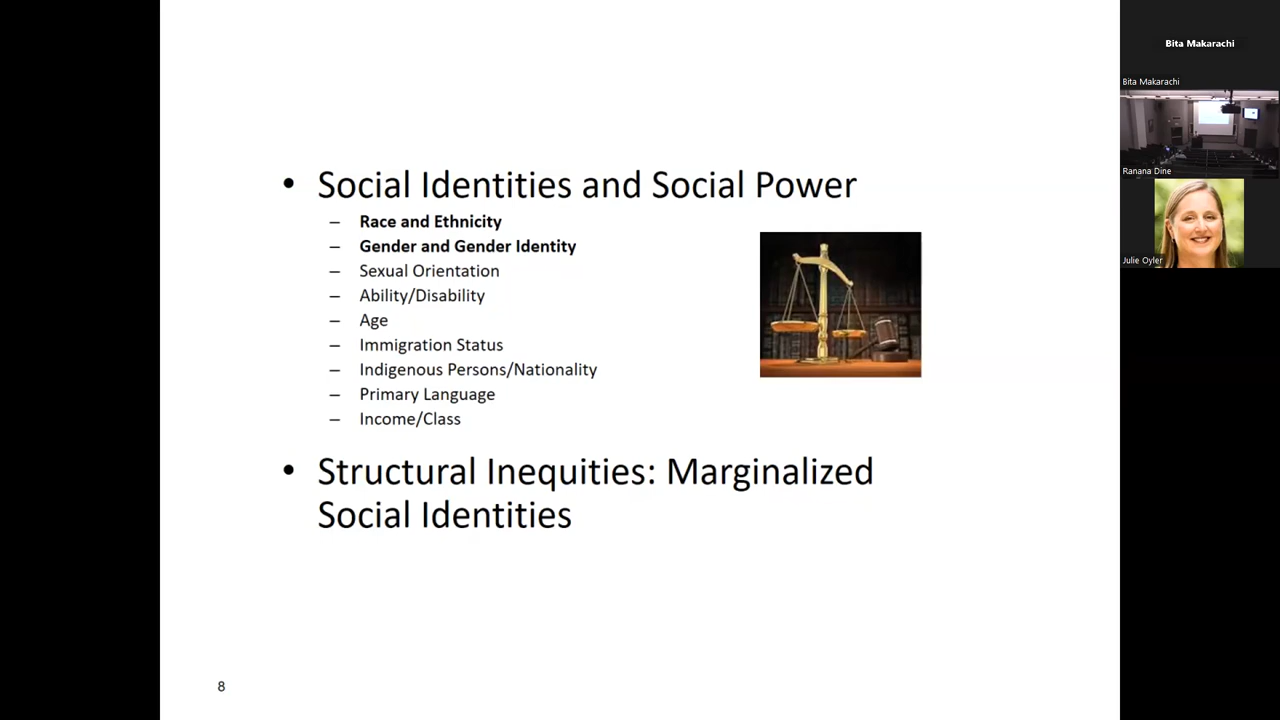 • Social Identities and Social Power
– Race and Ethnicity
– Gender and Gender Identity
– Sexual Orientation
– Ability/Disability
– Age
– Immigration Status
– Indigenous Persons/Nationality
– Primary Language
– Income/Class
• Structural Inequities: Marginalized
Social Identities
8
Bita Makarachi
Bita Makarachi
Ranana Dine
Julie Oyler